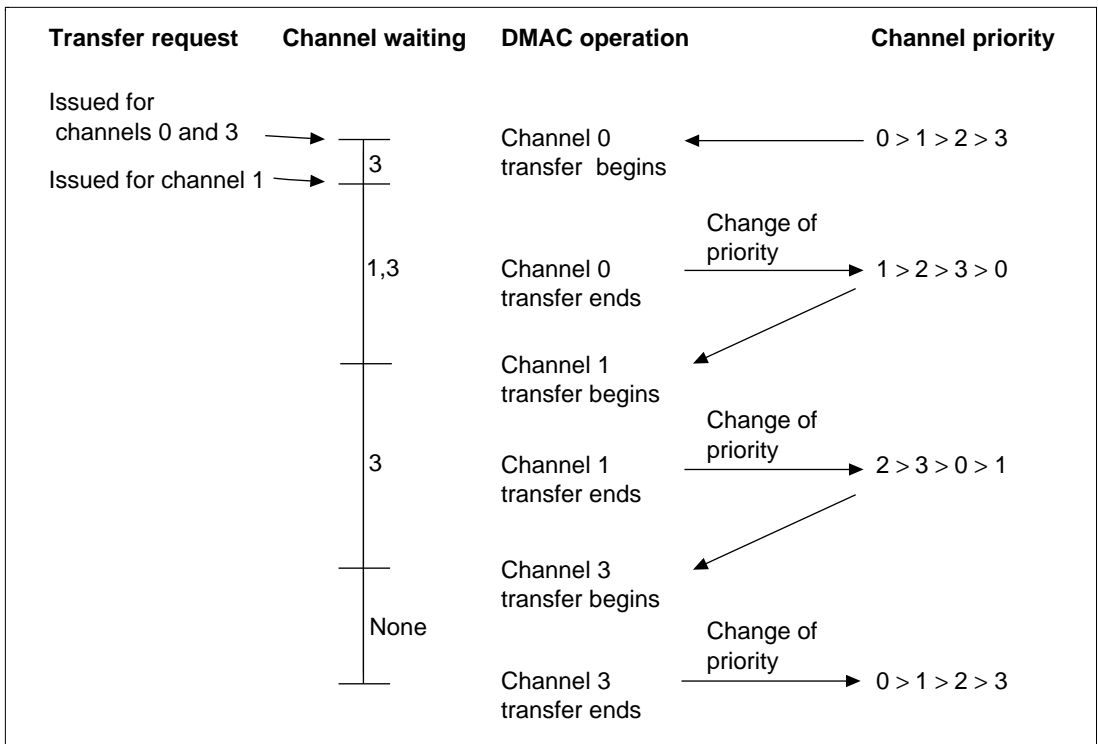 Transfer request Channel waiting DMAC operation Channel priority
Issued for
channels 0 and 3
Channel 0
transfer begins
0 > 1 > 2 > 3
3
Issued for channel 1
Change of
priority
1,3
Channel 0
transfer ends
1 > 2 > 3 > 0
Channel 1
transfer begins
Change of
priority
3
Channel 1
transfer ends
2 > 3 > 0 > 1
Channel 3
transfer begins
None
Change of
priority
Channel 3
transfer ends
0 > 1 > 2 > 3